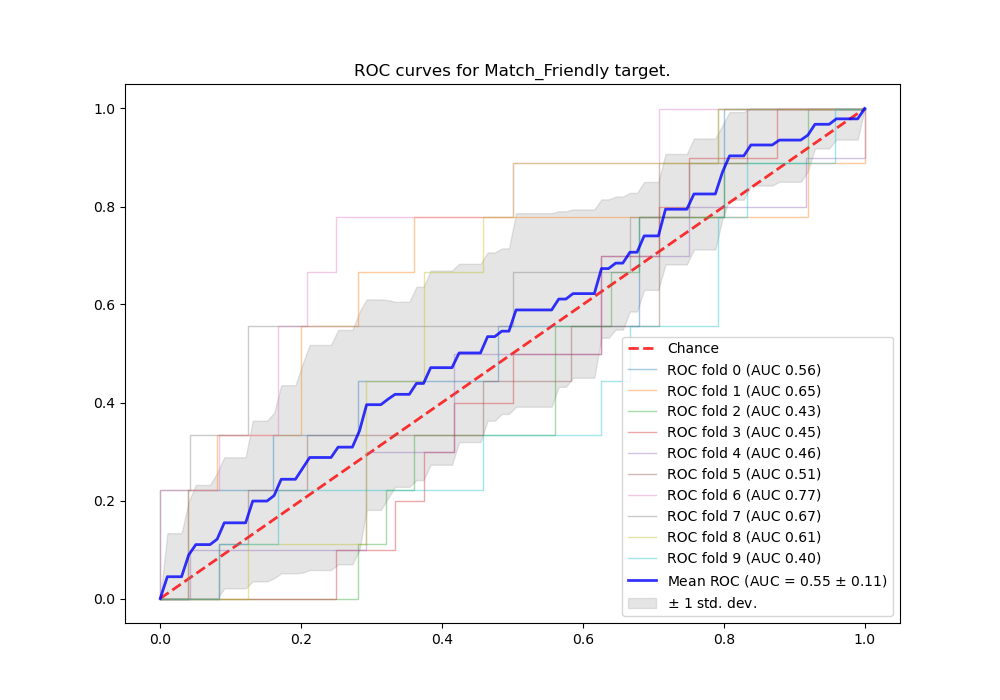 ROC curves for Match_Friendly target.
1.0
0.8
0.6
0.4
0.2
0.0
0.0
0.2
0.4
0.6
0.8
1.0
Chance
ROC fold 0 (AUC 0.56)
ROC fold 1 (AUC 0.65)
ROC fold 2 (AUC 0.43)
ROC fold 3 (AUC 0.45)
ROC fold 4 (AUC 0.46)
ROC fold 5 (AUC 0.51)
ROC fold 6 (AUC 0.77)
ROC fold 7 (AUC 0.67)
ROC fold 8 (AUC 0.61)
ROC fold 9 (AUC 0.40)
Mean ROC (AUC = 0.55 ± 0.11)
± 1 std. dev.